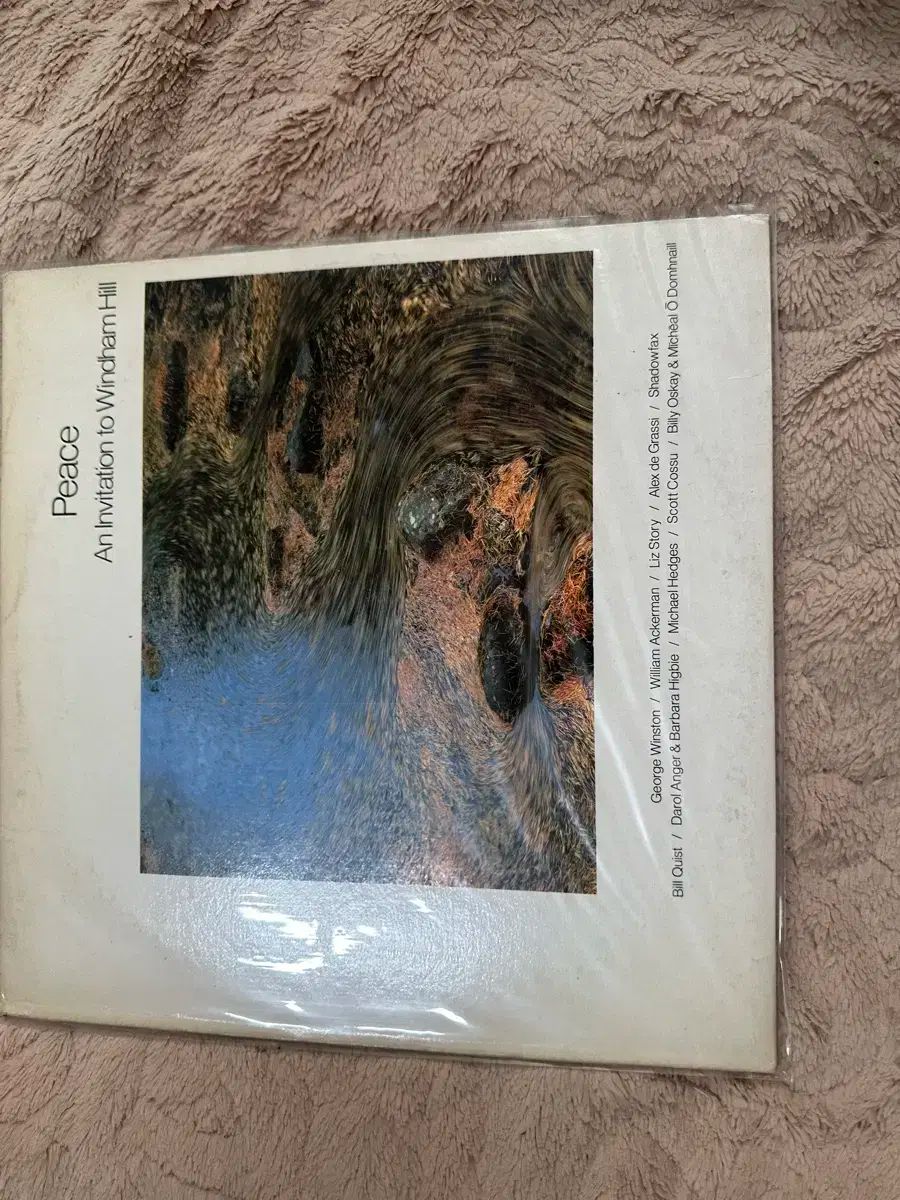 Peace
An Invitation to Windham Hill
George Winston / William Ackerman / Liz Story / Alex de Grassi / Shadowfax
Bill Quist / Darol Anger & Barbara Higbie / Michael Hedges / Scott Cossu / Billy Oskay & Mícheál Ō Domhnaill